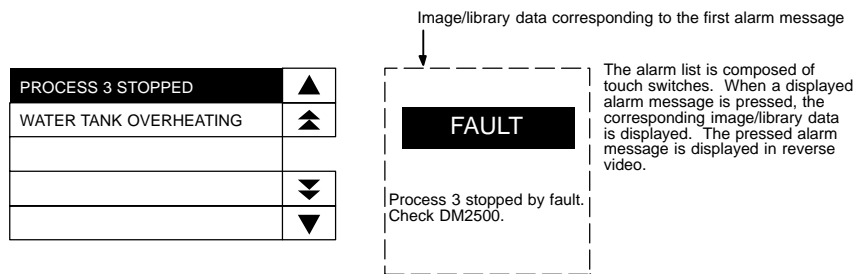 Image/library data corresponding to the first alarm message
PROCESS 3 STOPPED
WATER TANK OVERHEATING
FAULT
Process 3 stopped by fault.
Check DM2500.
The alarm list is composed of
touch switches. When a displayed
alarm message is pressed, the
corresponding image/library data
is displayed. The pressed alarm
message is displayed in reverse
video.